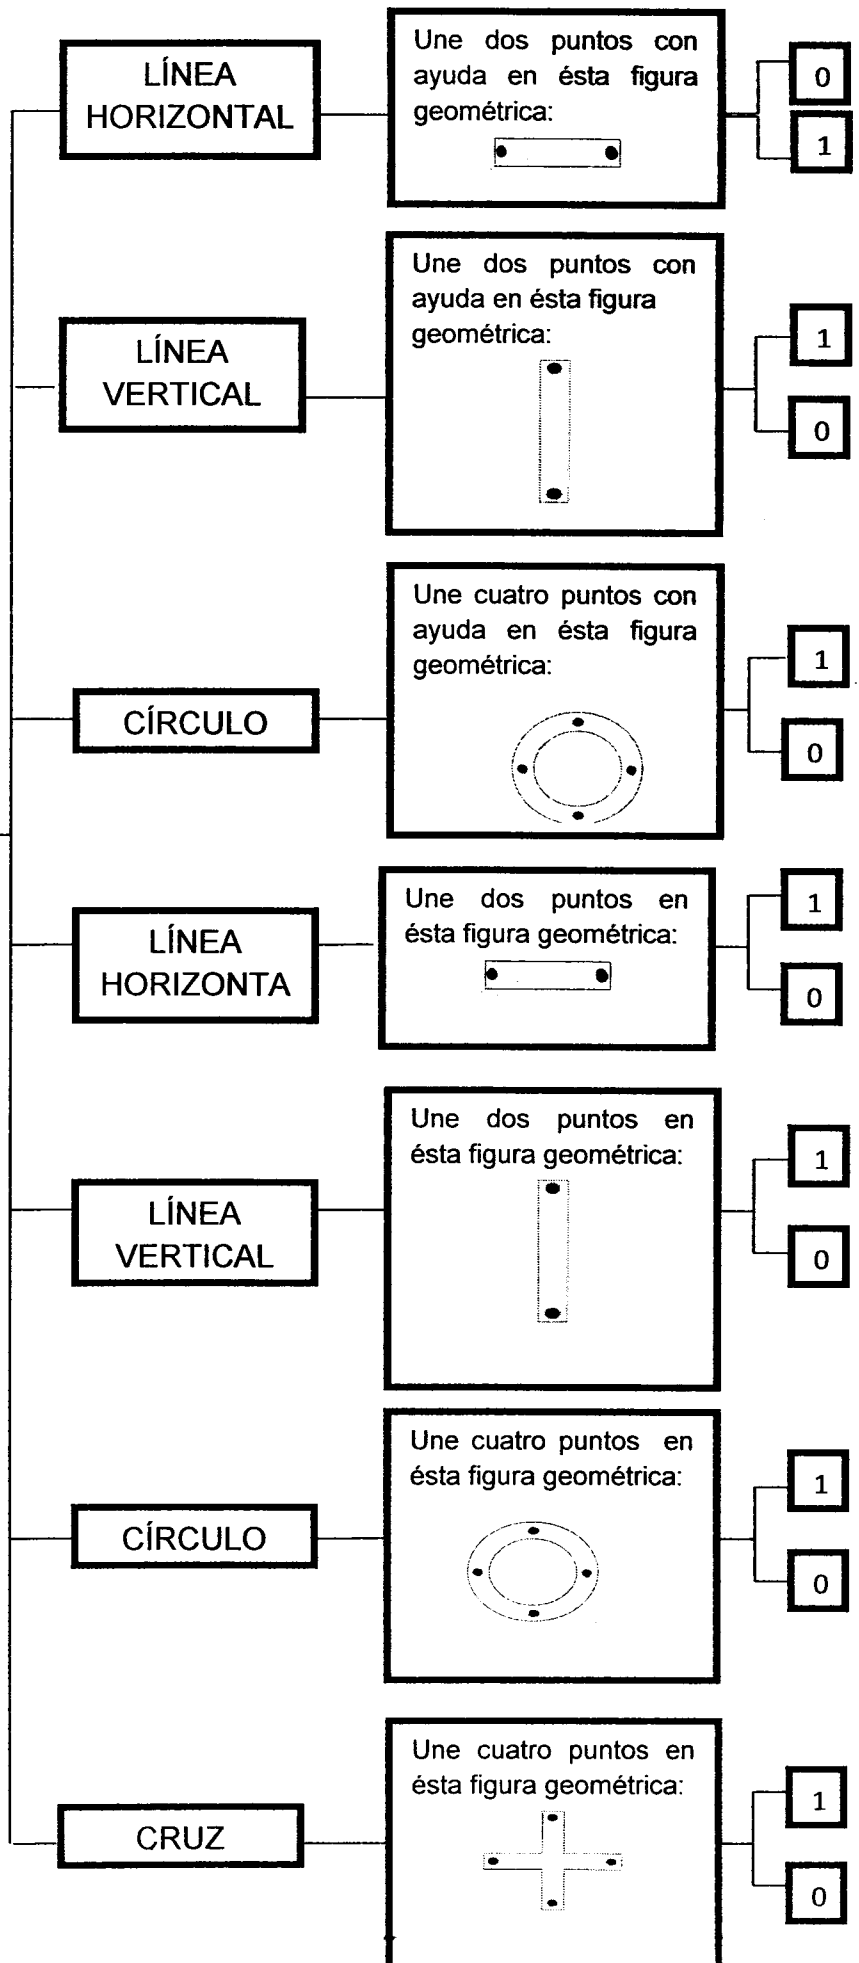 LÍNEA
HORIZONTAL
Une dos puntos con
ayuda en ésta figura
geométrica:
0
1
LÍNEA
VERTICAL
Une dos puntos con
ayuda en ésta figura
geométrica:
1
0
CÍRCULO
Une cuatro puntos con
ayuda en ésta figura
geométrica:
1
0
LÍNEA
HORIZONTA
Une dos puntos en
ésta figura geométrica:
1
0
LÍNEA
VERTICAL
Une dos puntos en
ésta figura geométrica:
1
0
CÍRCULO
Une cuatro puntos en
ésta figura geométrica:
1
0
CRUZ
Une cuatro puntos en
ésta figura geométrica:
1
0